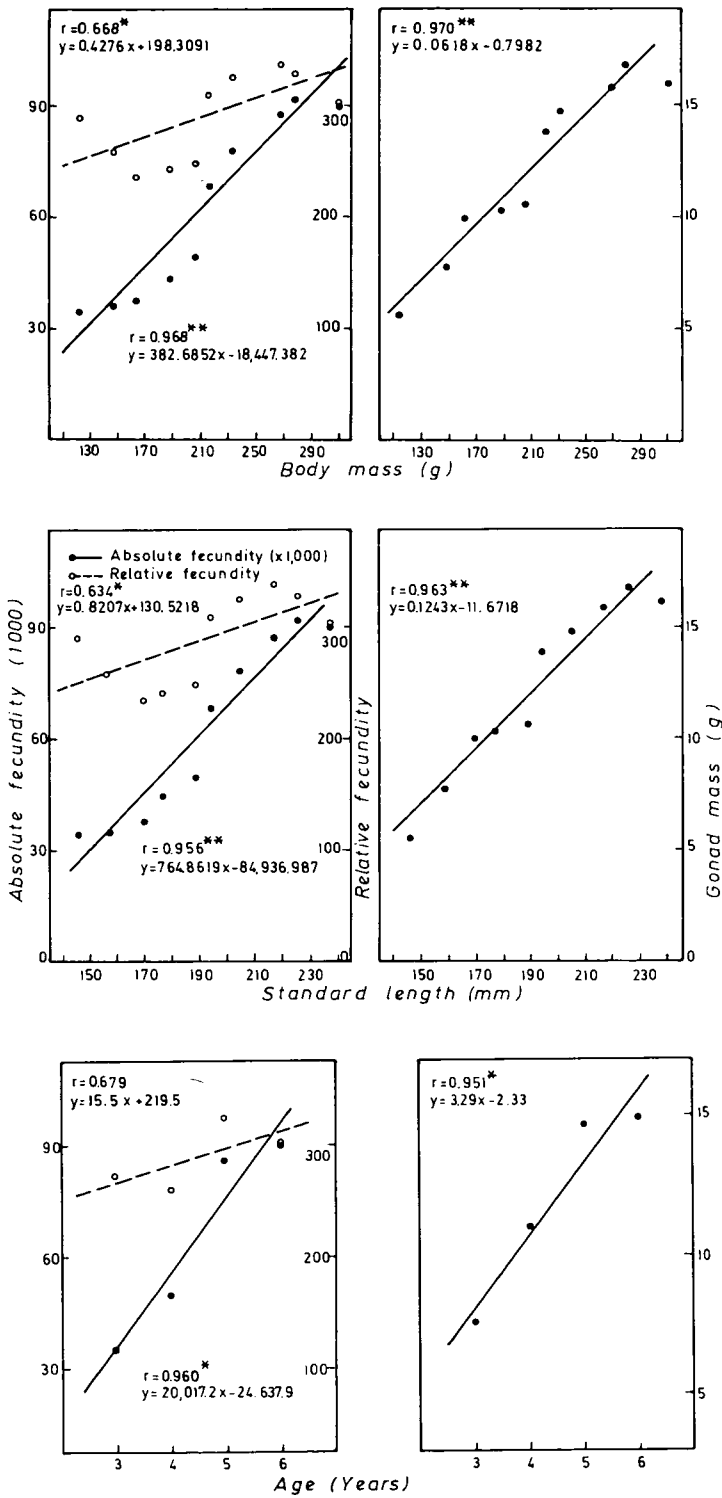 r=0.668*
y=0.4276x+198.3091
r= 0.970**
y= 0.0618x-0.7982
90
300
15
60
200
10
30
100
5
r=0.968**
y= 382.6852x-18,447.382
130 170 210 250 290
130 170 210 250 290
Body mass (g)
Absolute fecundity (x1,000)
Relative fecundity
r=0.634*
y=0.8207x+130.5218
r=0.963**
y=0.1243x-11.6718
90
300
15
60
200
10
30
100
5
r=0.956**
y=764.8619x-84,936.987
0
0
0
Absolute fecundity (1000)
Relative fecundity
Gonad mass (g)
150 170 190 210 230
150 170 190 210 230
Standard length (mm)
r=0.679
y=15.5x+219.5
r=0.951*
y= 3.29x-2.33
90
300
15
60
200
10
30
100
5
r=0.960*
y= 20,017.2x-24.637.9
3 4 5 6
3 4 5 6
Age (Years)